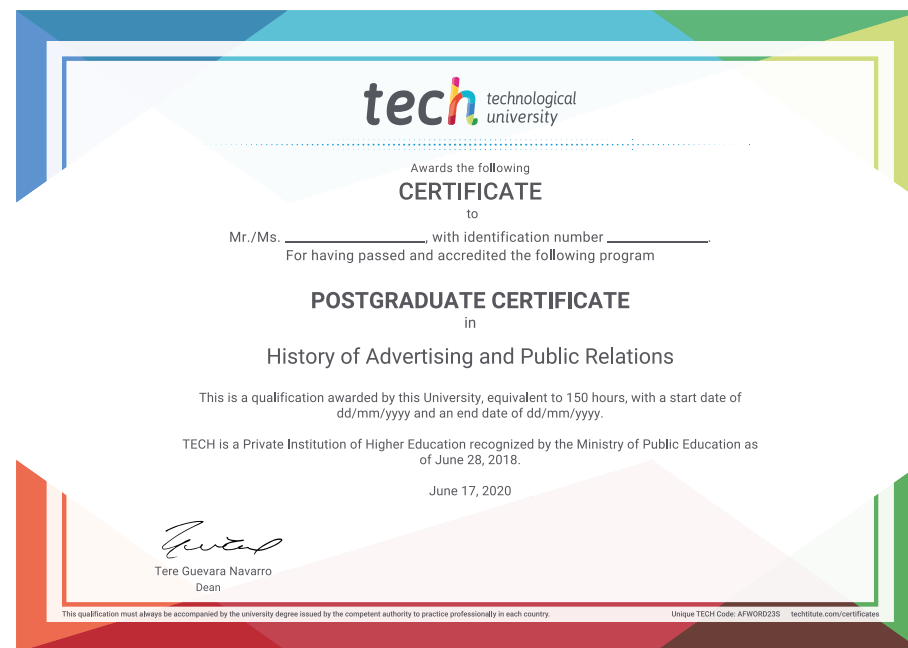 tech technological
university
Awards the following
CERTIFICATE
to
Mr./Ms. ____________________, with identification number ______________.
For having passed and accredited the following program
POSTGRADUATE CERTIFICATE
in
History of Advertising and Public Relations
This is a qualification awarded by this University, equivalent to 150 hours, with a start date of
dd/mm/yyyy and an end date of dd/mm/yyyy.
TECH is a Private Institution of Higher Education recognized by the Ministry of Public Education as
of June 28, 2018.
June 17, 2020
Tere Guevara Navarro
Dean
This qualification must always be accompanied by the university degree issued by the competent authority to practice professionally in each country. Unique TECH Code: AFWORD23S techtitute.com/certificates